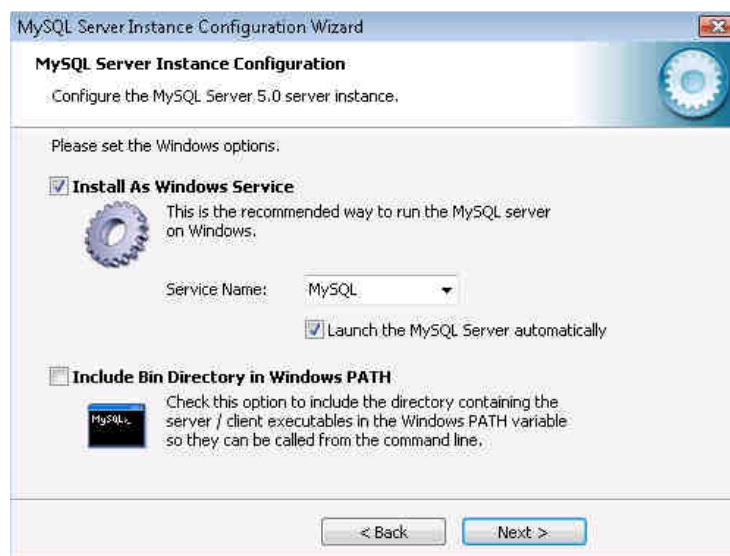 MySQL Server Instance Configuration Wizard
MySQL Server Instance Configuration
Configure the MySQL Server 5.0 server instance.
Please set the Windows options.
Install As Windows Service
This is the recommended way to run the MySQL server
on Windows.
Service Name: MySQL
Launch the MySQL Server automatically
Include Bin Directory in Windows PATH
Check this option to include the directory containing the
server / client executables in the Windows PATH variable
so they can be called from the command line.
MySQL>_
< Back Next >